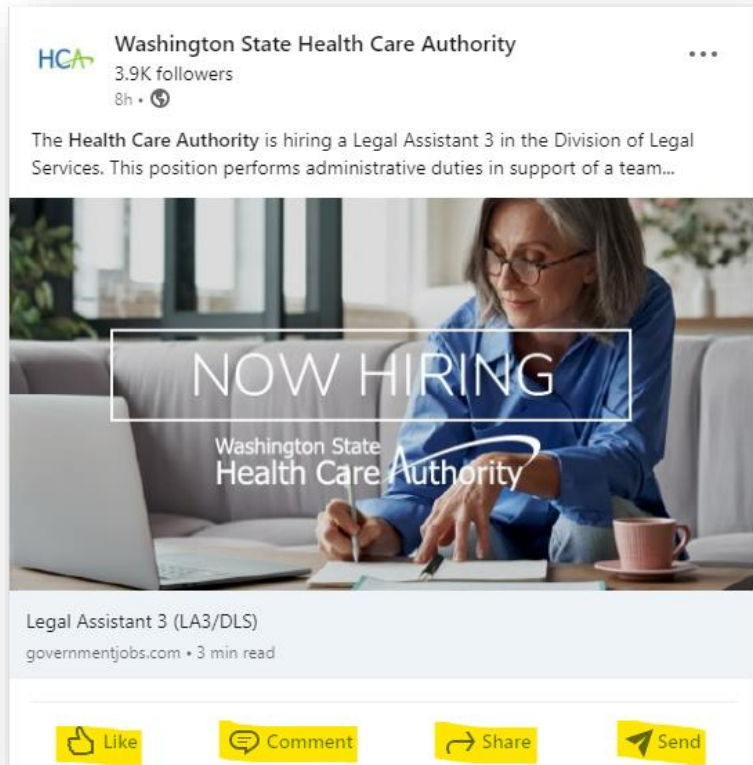 HCA
Washington State Health Care Authority
3.9K followers
8h •
The Health Care Authority is hiring a Legal Assistant 3 in the Division of Legal
Services. This position performs administrative duties in support of a team...
NOW HIRING
Washington State
Health Care Authority
Legal Assistant 3 (LA3/DLS)
governmentjobs.com • 3 min read
Like Comment Share Send